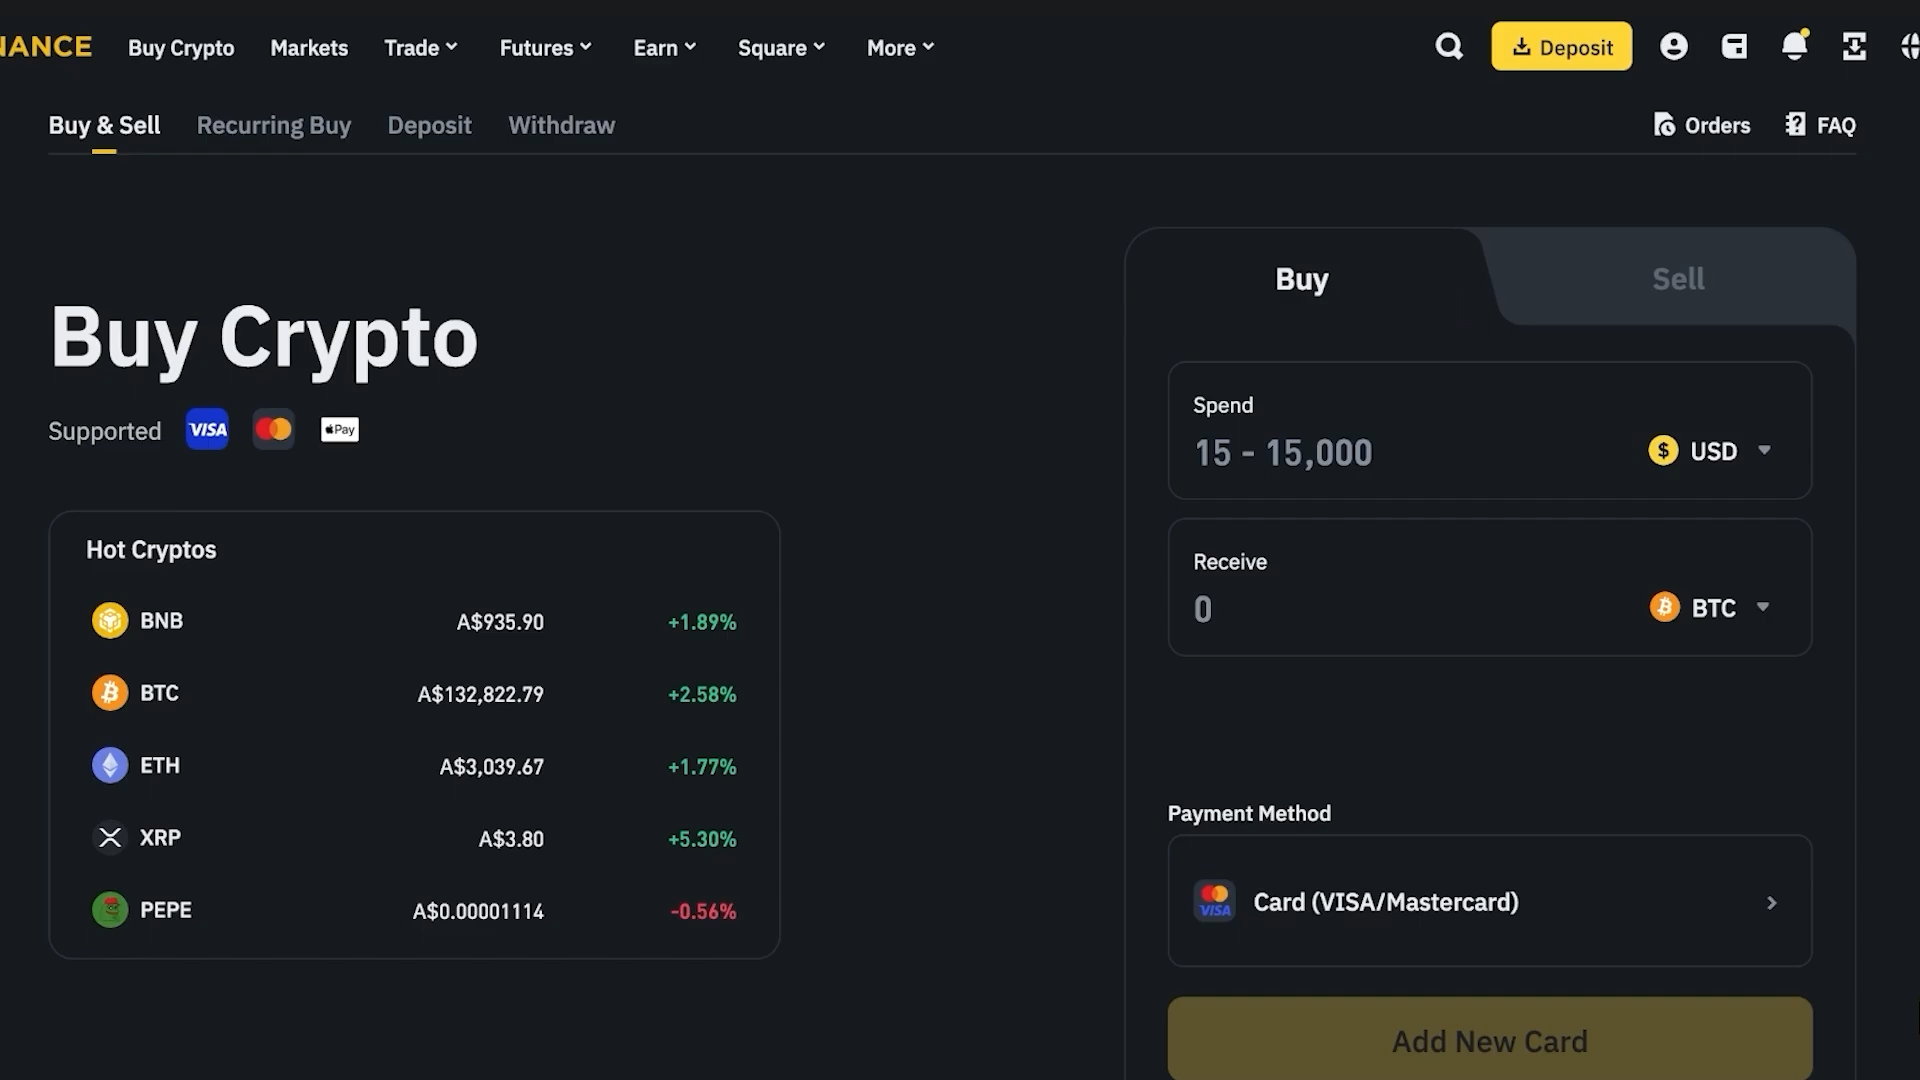 NANCE Buy Crypto Markets Trade Futures Earn Square More Deposit
Buy & Sell Recurring Buy Deposit Withdraw Orders FAQ
Buy Crypto
Supported VISA Pay
Hot Cryptos
BNB A$935.90 +1.89%
BTC A$132,822.79 +2.58%
ETH A$3,039.67 +1.77%
XRP A$3.80 +5.30%
PEPE A$0.00001114 -0.56%
Buy Sell
Spend
15 - 15,000 $ USD
Receive
0 BTC
Payment Method
VISA Card (VISA/Mastercard)
Add New Card